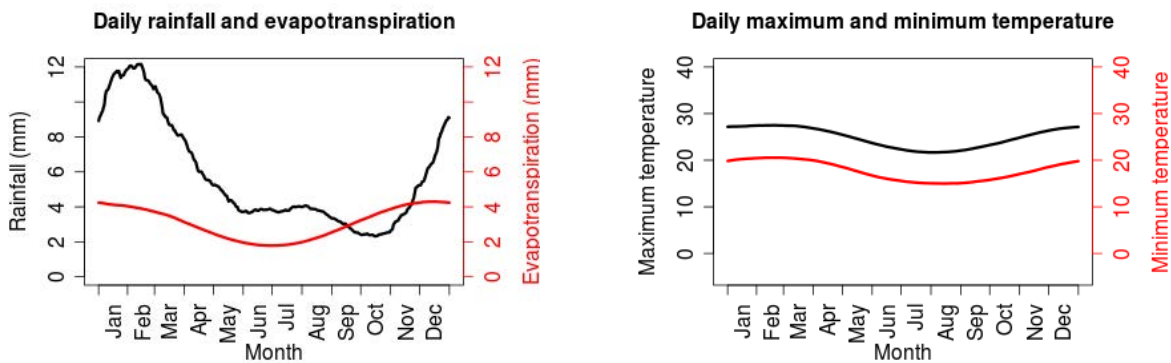 Daily rainfall and evapotranspiration
Rainfall (mm)
0 2 4 6 8 12
Evapotranspiration (mm)
0 2 4 6 8 12
Jan Feb Mar Apr May Jun Jul Aug Sep Oct Nov Dec
Month
Daily maximum and minimum temperature
Maximum temperature
0 10 20 30 40
Minimum temperature
0 10 20 30 40
Jan Feb Mar Apr May Jun Jul Aug Sep Oct Nov Dec
Month